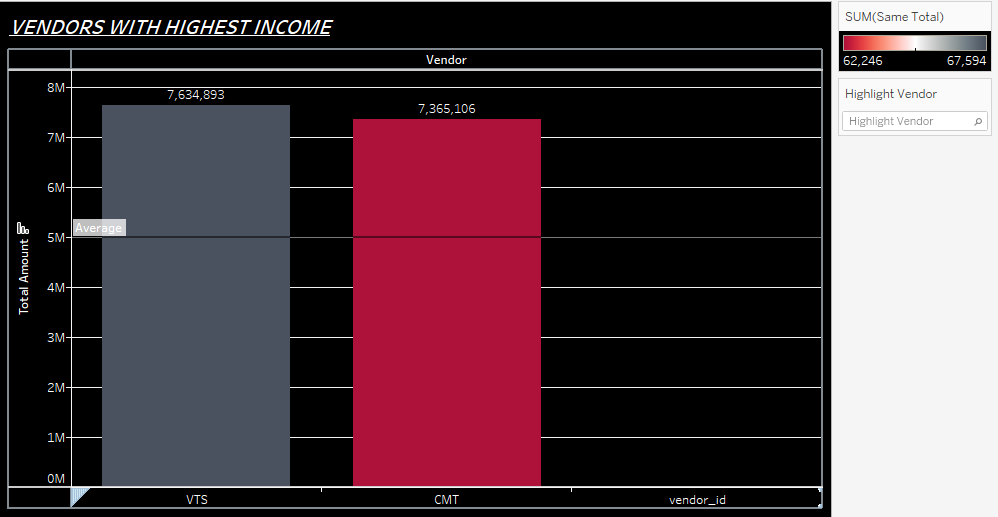 VENDORS WITH HIGHEST INCOME
Vendor
8M
7M
6M
5M
4M
3M
2M
1M
0M
Total Amount
7,634,893
7,365,106
Average
VTS
CMT
vendor_id
SUM(Same Total)
62,246
67,594
Highlight Vendor
Highlight Vendor